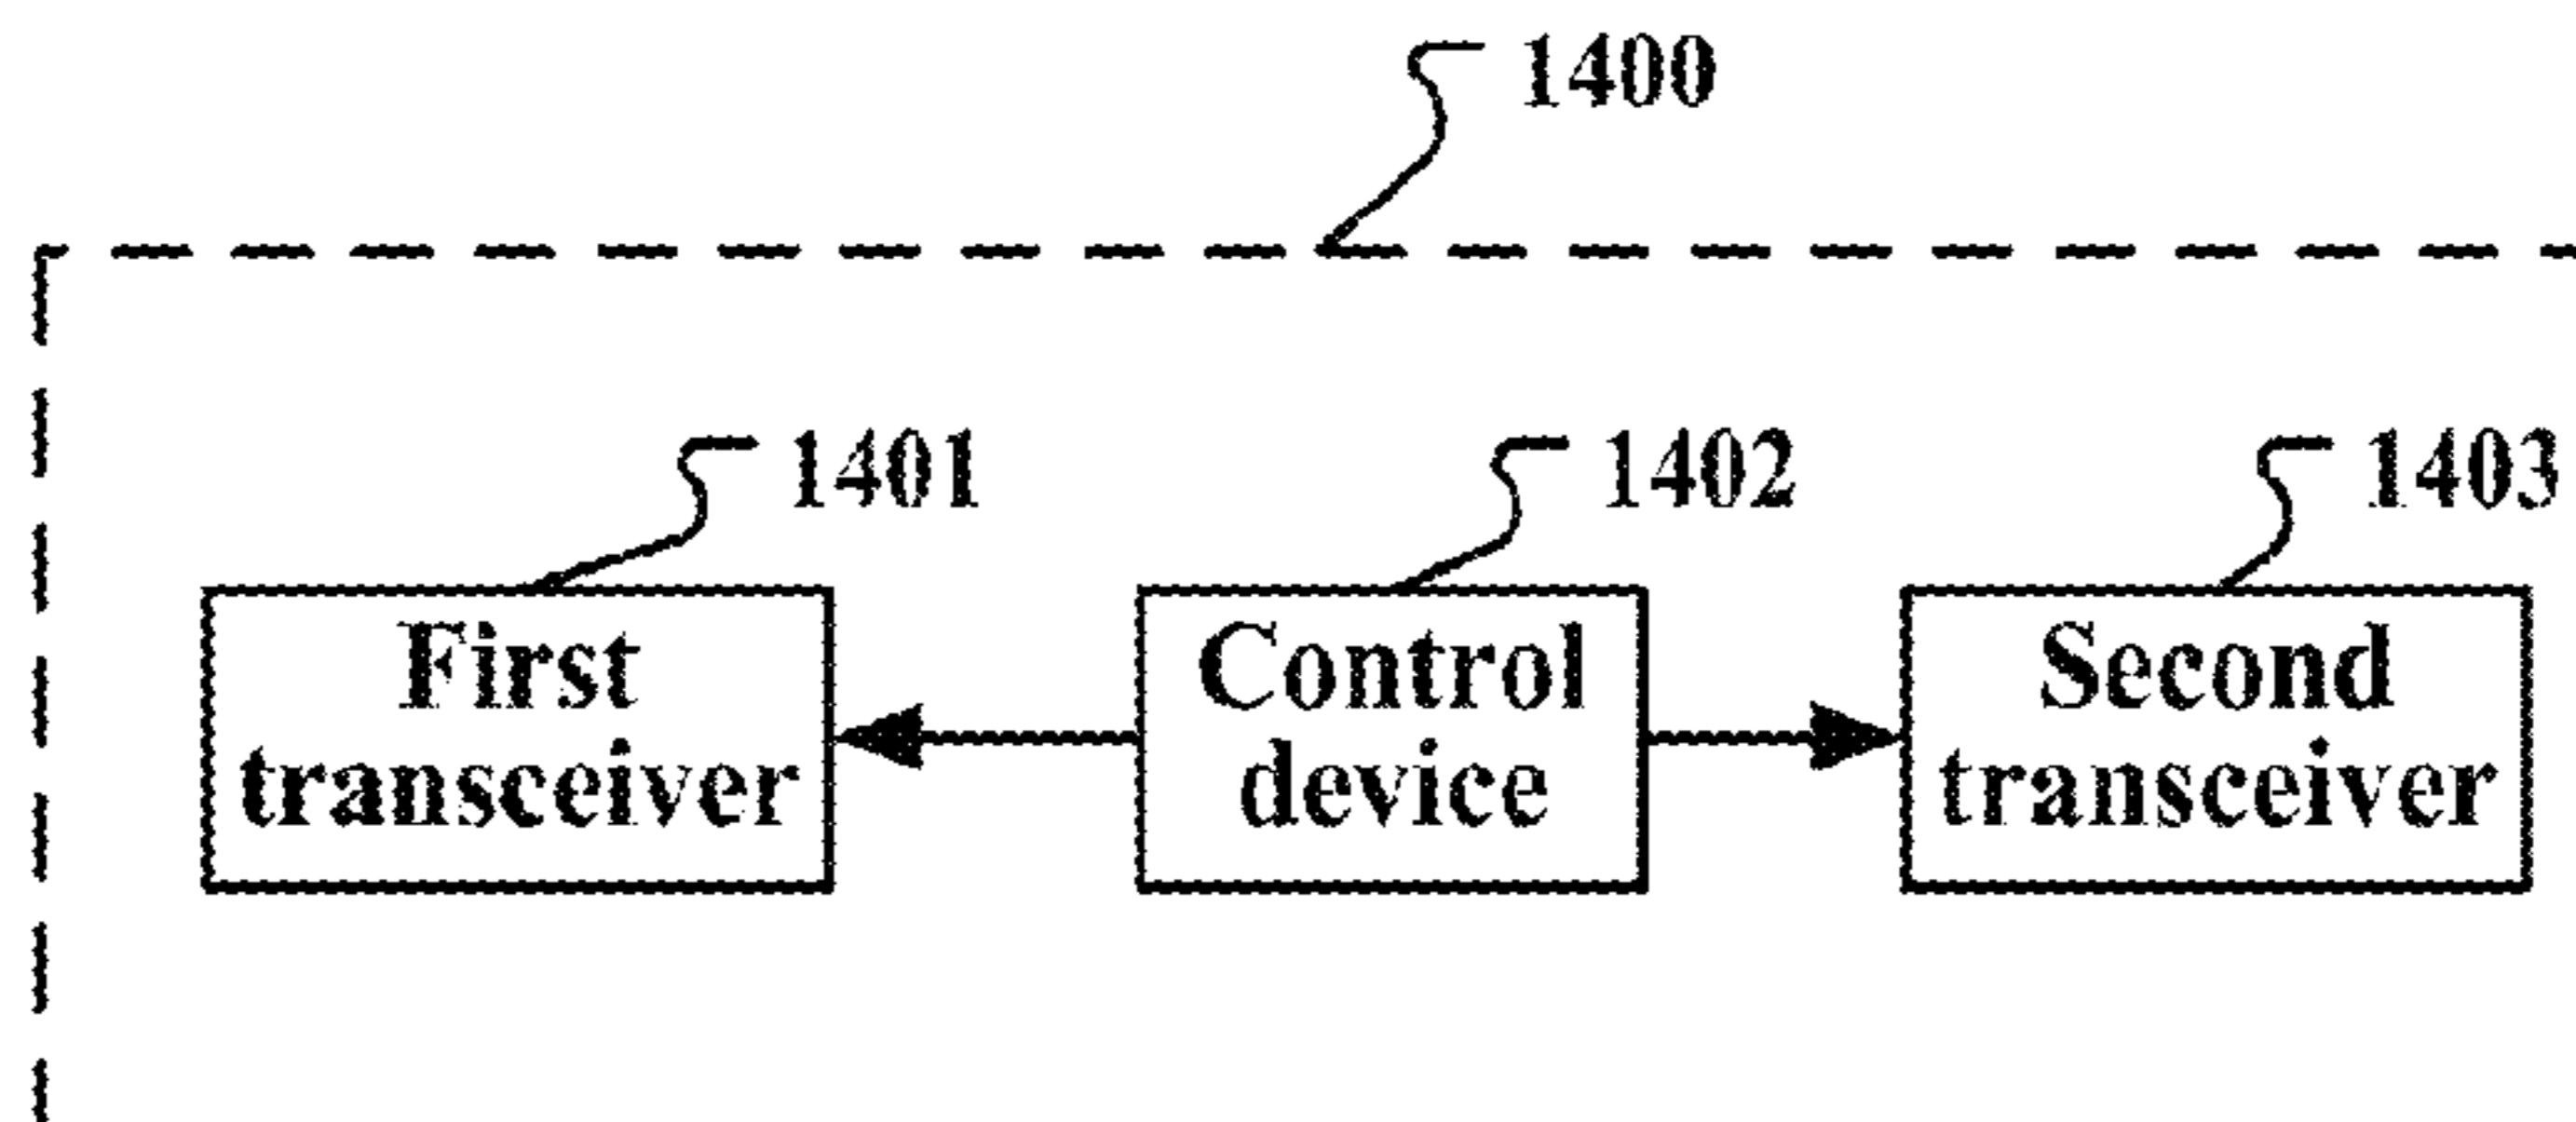 1400
1401
1402
1403
First
transceiver
Control
device
Second
transceiver